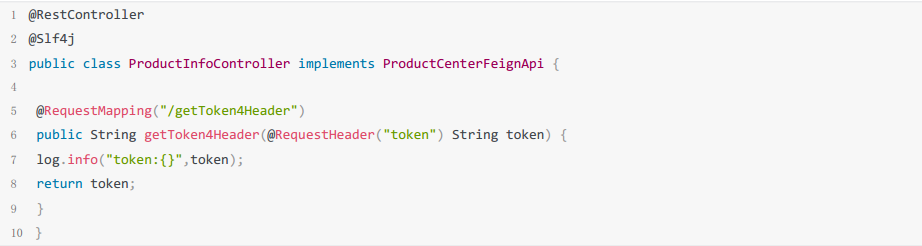 1 @RestController
2 @Slf4j
3 public class ProductInfoController implements ProductCenterFeignApi {
4
5 @RequestMapping("/getToken4Header")
6 public String getToken4Header(@RequestHeader("token") String token) {
7 log.info("token:{}",token);
8 return token;
9 }
10 }